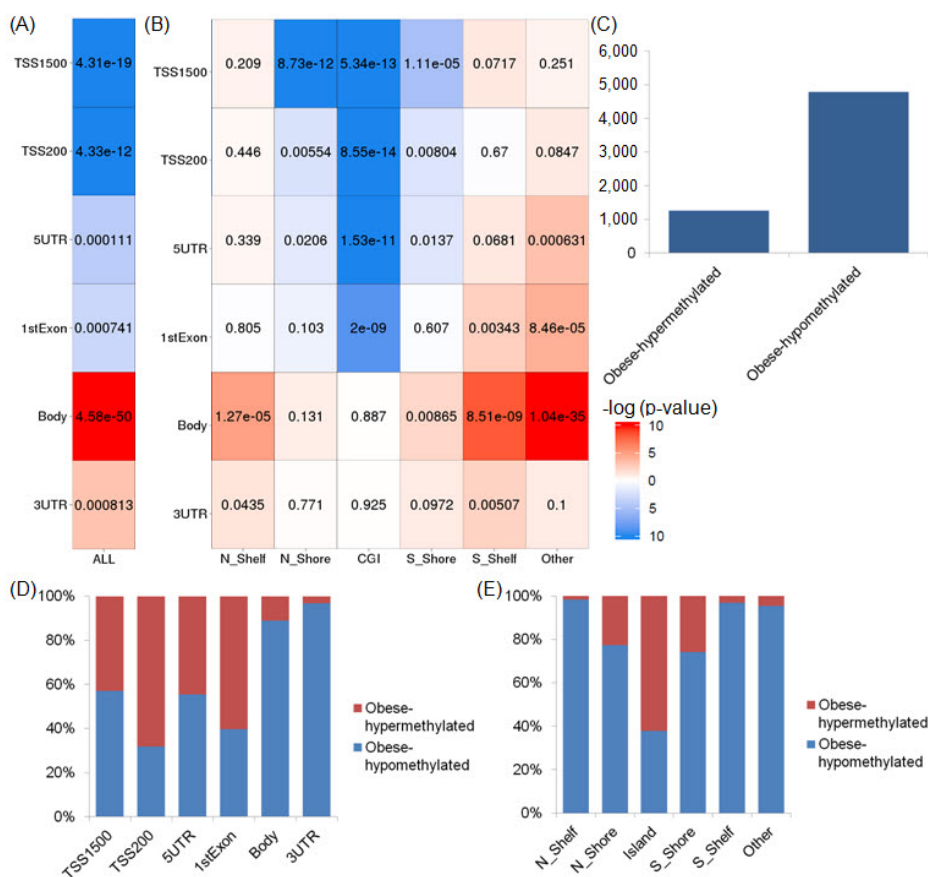 (A)
TSS1500
4.31e-19
TSS200
4.33e-12
5UTR
0.000111
1stExon
0.000741
Body
4.58e-50
3UTR
0.000813
ALL
(B)
TSS1500
0.209 8.73e-12 5.34e-13 1.11e-05 0.0717 0.251
TSS200
0.446 0.00554 8.55e-14 0.00804 0.67 0.0847
5UTR
0.339 0.0206 1.53e-11 0.0137 0.0681 0.000631
1stExon
0.805 0.103 2e-09 0.607 0.00343 8.46e-05
Body
1.27e-05 0.131 0.887 0.00865 8.51e-09 1.04e-35
3UTR
0.0435 0.771 0.925 0.0972 0.00507 0.1
N_Shelf N_Shore CGI S_Shore S_Shelf Other
(C)
6,000
5,000
4,000
3,000
2,000
1,000
0
Obese-hypermethylated
Obese-hypomethylated
-log (p-value)
10
5
0
5
10
(D)
100%
80%
60%
40%
20%
0%
TSS1500
TSS200
5UTR
1stExon
Body
3UTR
Obese-
hypermethylated
Obese-
hypomethylated
(E)
100%
80%
60%
40%
20%
0%
N_Shelf
N_Shore
Island
S_Shore
S_Shelf
Other
Obese-
hypermethylated
Obese-
hypomethylated